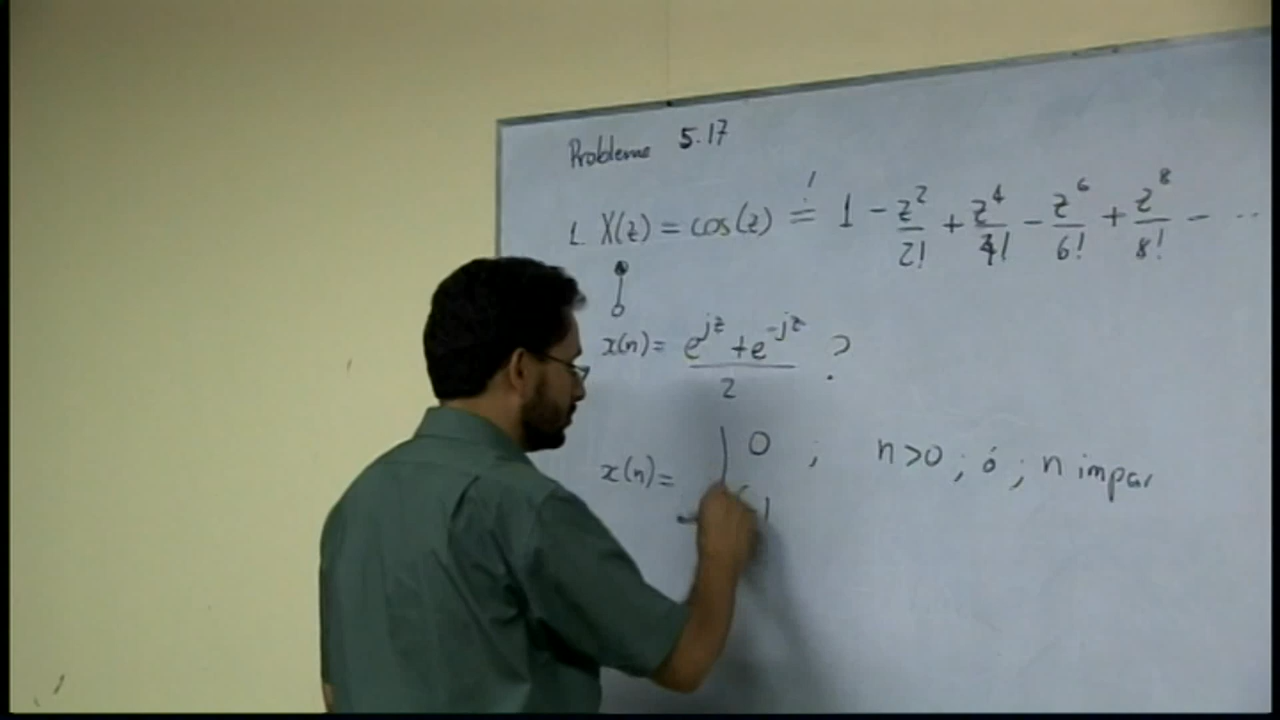 Problema 5.17
1. X(z) = cos(z) =! 1 - z²/2! + z⁴/4! - z⁶/6! + z⁸/8! - ...
x(n) = (e^{jz} + e^{-jz})/2 ?
x(n) = | 0 ; n>0 ; ó ; n impar